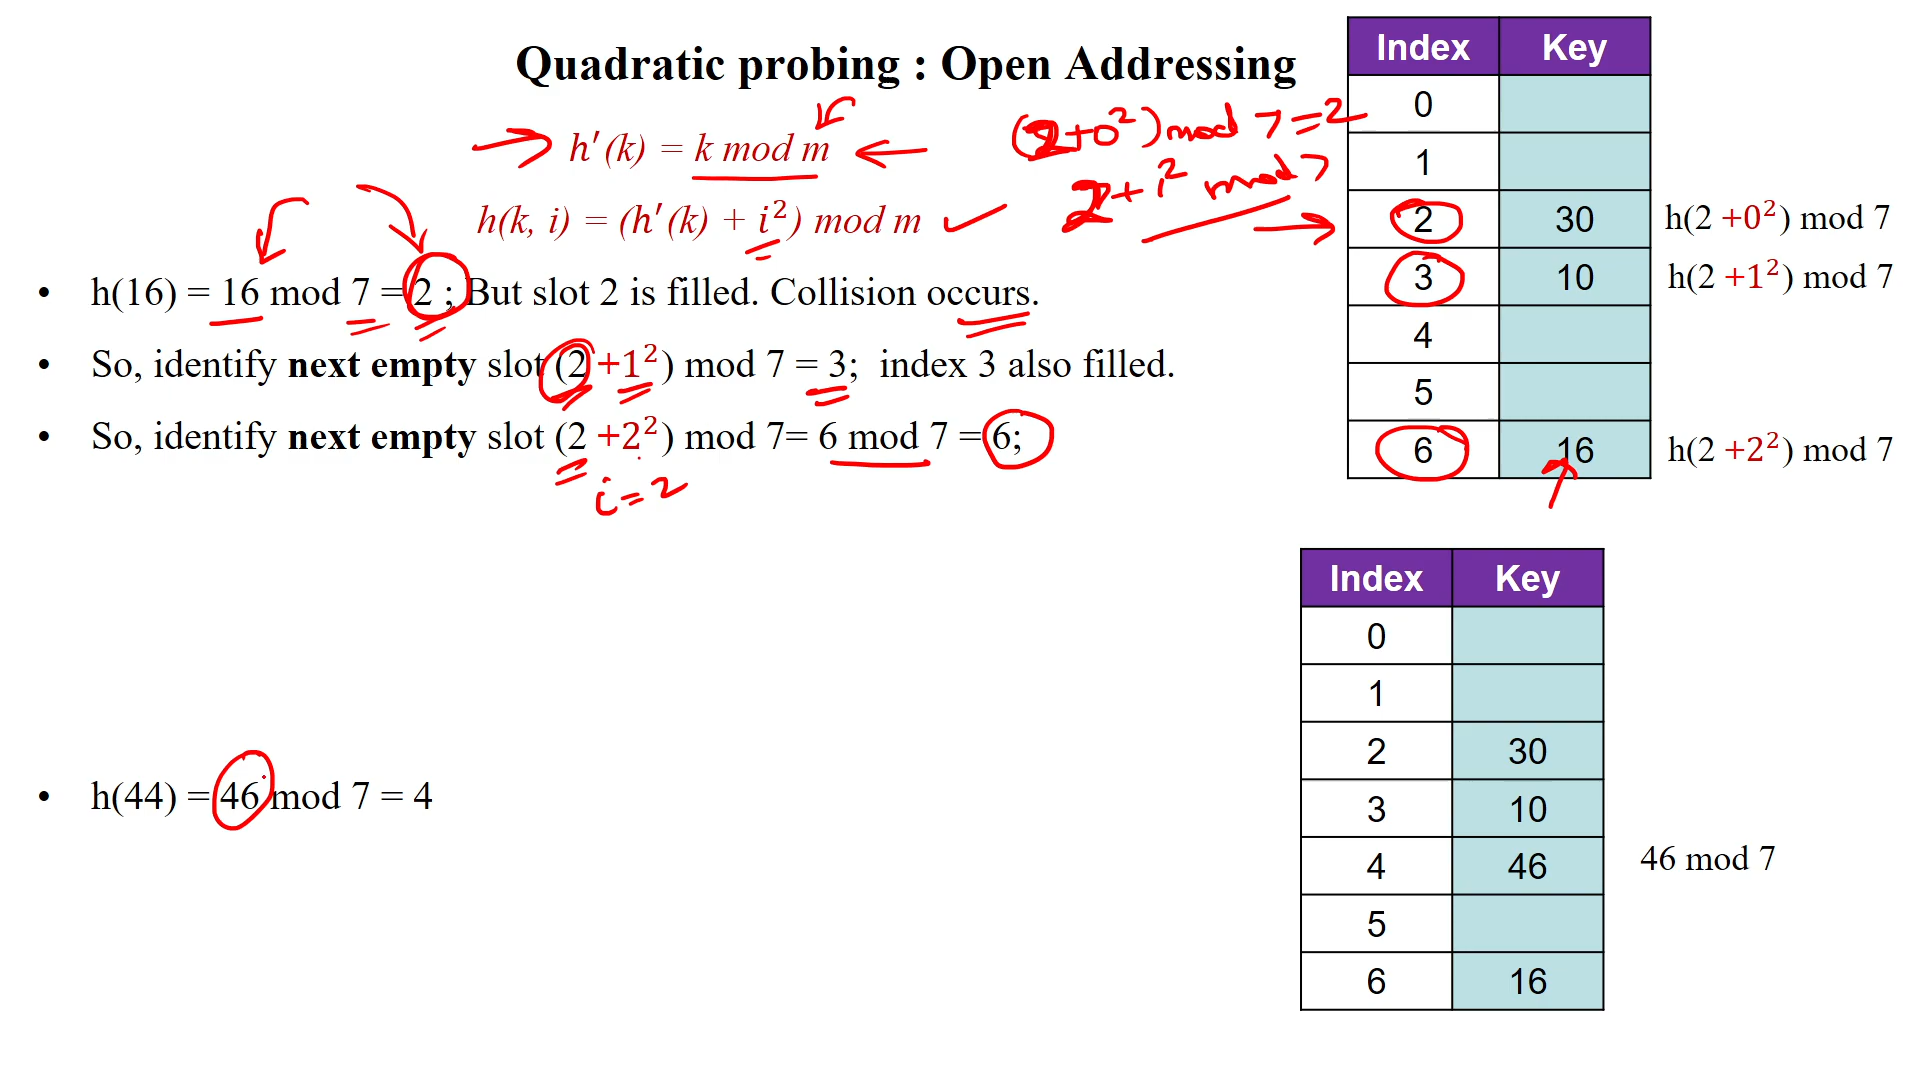 Quadratic probing : Open Addressing
h′(k) = k mod m
h(k, i) = (h′(k) + i²) mod m
(2+0²) mod 7 = 2
2+i² mod 7
• h(16) = 16 mod 7 = 2 ; But slot 2 is filled. Collision occurs.
• So, identify next empty slot (2 +1²) mod 7 = 3; index 3 also filled.
• So, identify next empty slot (2 +2²) mod 7= 6 mod 7 = 6;
i=2
• h(44) = 46 mod 7 = 4
Index Key
0
1
2 30 h(2 +0²) mod 7
3 10 h(2 +1²) mod 7
4
5
6 16 h(2 +2²) mod 7
Index Key
0
1
2 30
3 10
4 46 46 mod 7
5
6 16